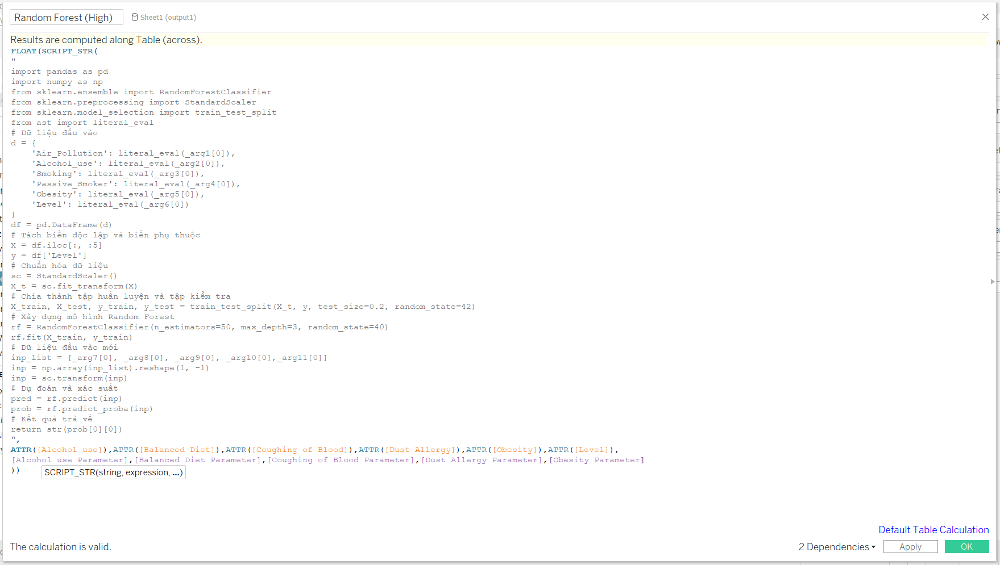 Random Forest (High)
Sheet1 (output1)
Results are computed along Table (across).
FLOAT(SCRIPT_STR(
"
import pandas as pd
import numpy as np
from sklearn.ensemble import RandomForestClassifier
from sklearn.preprocessing import StandardScaler
from sklearn.model_selection import train_test_split
from ast import literal_eval
# Dữ liệu đầu vào
d = {
    'Air_Pollution': literal_eval(_arg1[0]),
    'Alcohol_use': literal_eval(_arg2[0]),
    'Smoking': literal_eval(_arg3[0]),
    'Passive_Smoker': literal_eval(_arg4[0]),
    'Obesity': literal_eval(_arg5[0]),
    'Level': literal_eval(_arg6[0])
}
df = pd.DataFrame(d)
# Tách biến độc lập và biến phụ thuộc
X = df.iloc[:, :5]
y = df['Level']
# Chuẩn hóa dữ liệu
sc = StandardScaler()
X_t = sc.fit_transform(X)
# Chia thành tập huấn luyện và tập kiểm tra
X_train, X_test, y_train, y_test = train_test_split(X_t, y, test_size=0.2, random_state=42)
# Xây dựng mô hình Random Forest
rf = RandomForestClassifier(n_estimators=50, max_depth=3, random_state=40)
rf.fit(X_train, y_train)
# Dữ liệu đầu vào mới
inp_list = [_arg7[0], _arg8[0], _arg9[0], _arg10[0],_arg11[0]]
inp = np.array(inp_list).reshape(1, -1)
inp = sc.transform(inp)
# Dự đoán và xác suất
pred = rf.predict(inp)
prob = rf.predict_proba(inp)
# Kết quả trả về
return str(prob[0][0])
",
ATTR([Alcohol use]),ATTR([Balanced Diet]),ATTR([Coughing of Blood]),ATTR([Dust Allergy]),ATTR([Obesity]),ATTR([Level]),
[Alcohol use Parameter],[Balanced Diet Parameter],[Coughing of Blood Parameter],[Dust Allergy Parameter],[Obesity Parameter]
))
SCRIPT_STR(string, expression, ...)
Default Table Calculation
The calculation is valid.
2 Dependencies
Apply
OK